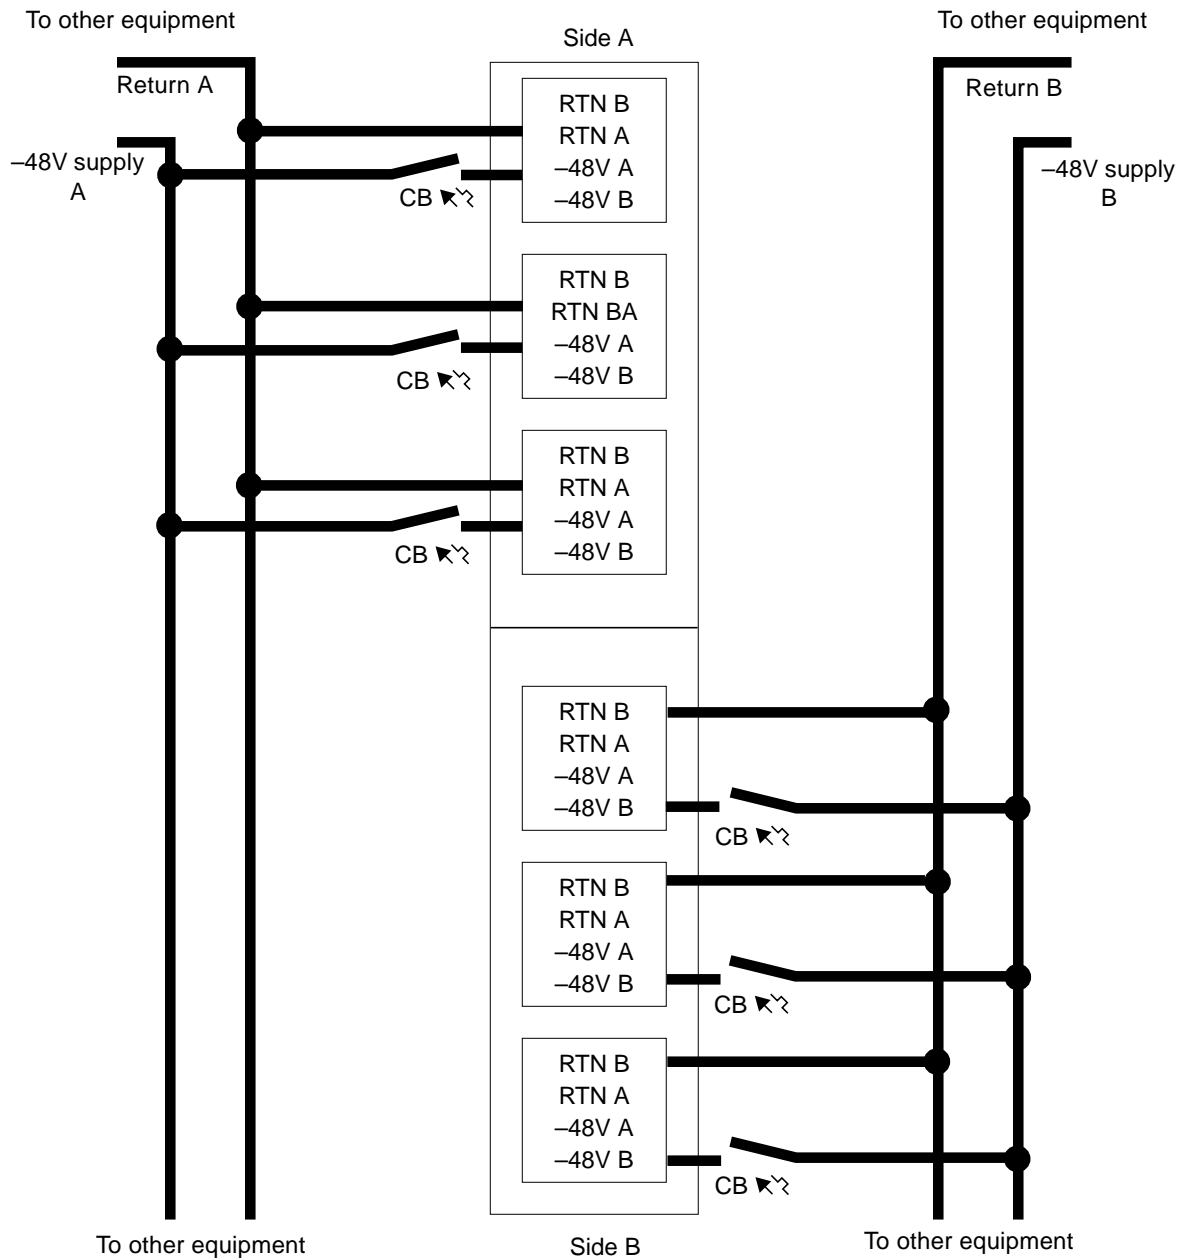 To other equipment
To other equipment
Side A
Return A
Return B
–48V supply
A
–48V supply
B
RTN B
RTN A
–48V A
–48V B
CB
RTN B
RTN BA
–48V A
–48V B
CB
RTN B
RTN A
–48V A
–48V B
CB
RTN B
RTN A
–48V A
–48V B
CB
RTN B
RTN A
–48V A
–48V B
CB
RTN B
RTN A
–48V A
–48V B
CB
To other equipment
Side B
To other equipment